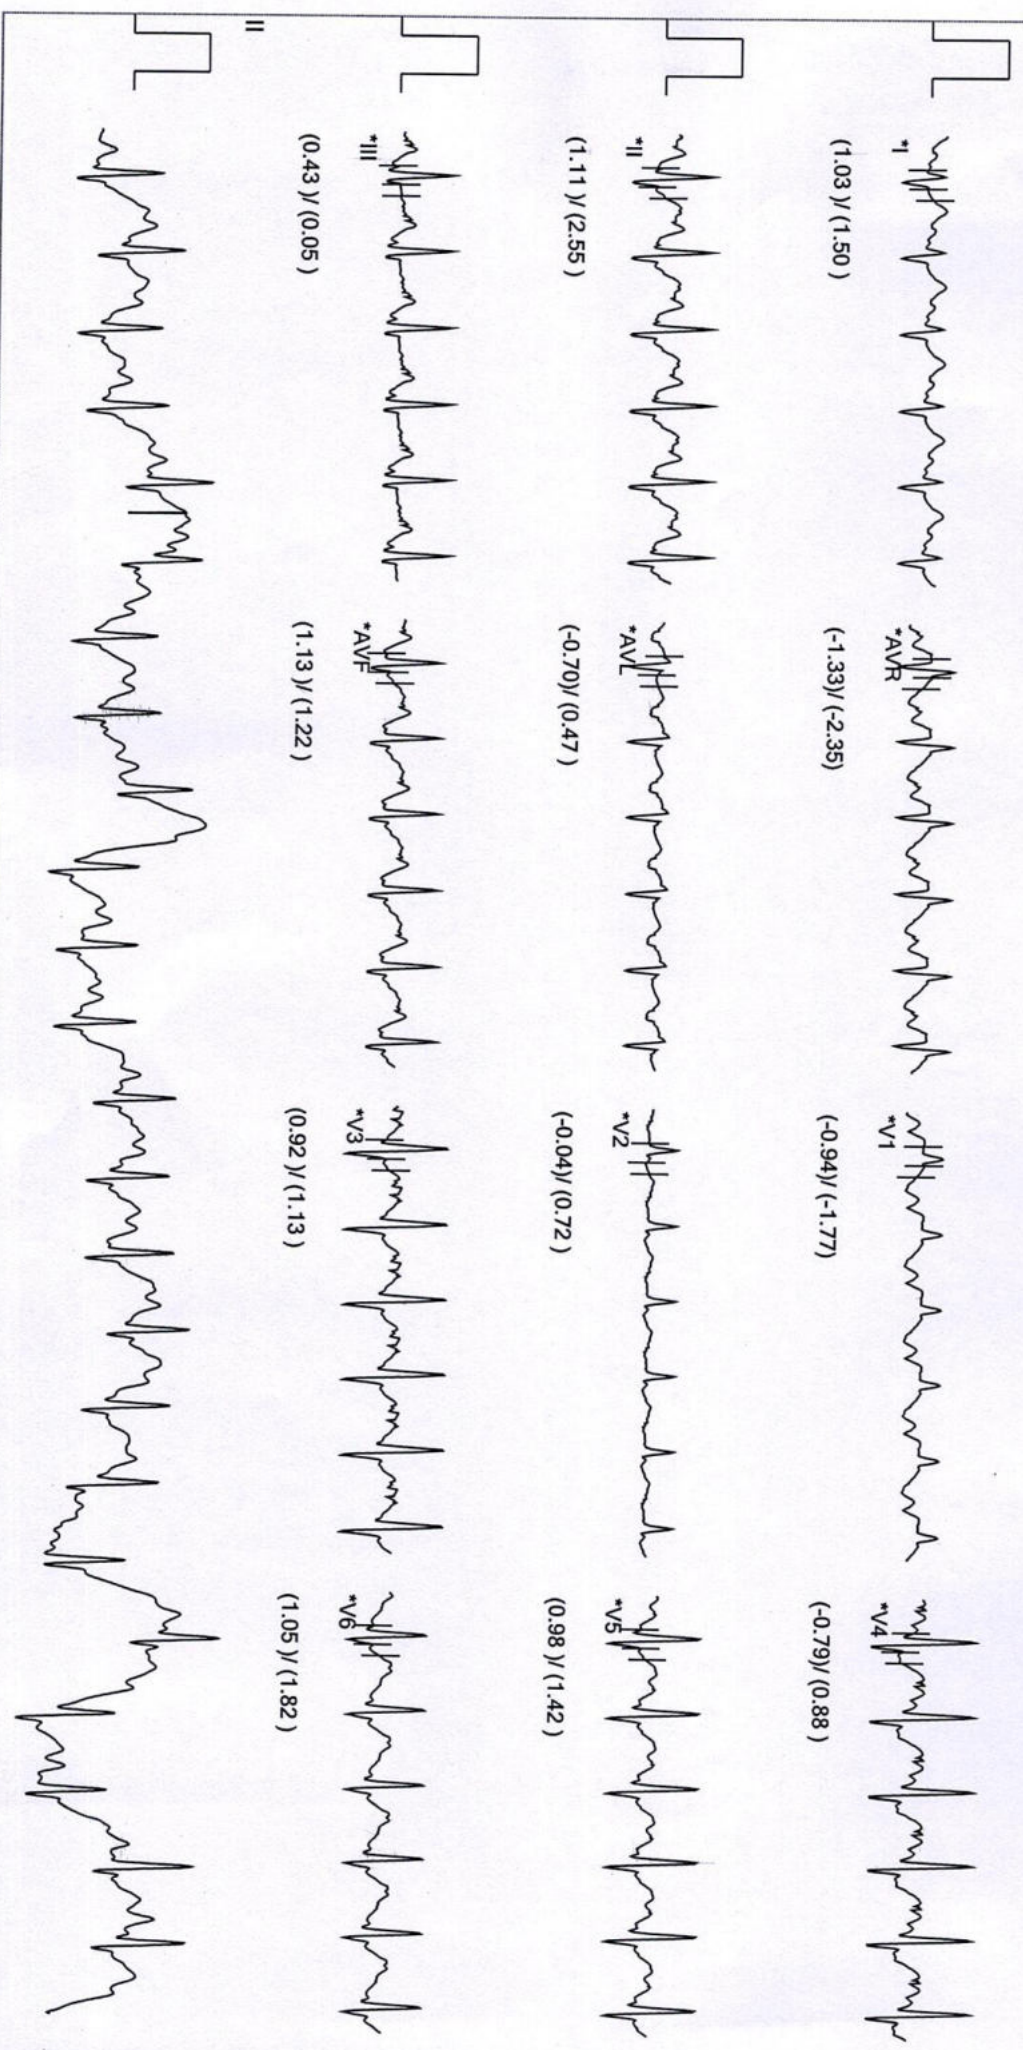 *I
(1.03 )/ (1.50 )
*AVR
(-1.33)/ (-2.35)
*V1
(-0.94)/ (-1.77)
*V4
(-0.79)/ (0.88 )
*II
(1.11 )/ (2.55 )
*AVL
(-0.70)/ (0.47 )
*V2
(-0.04)/ (0.72 )
*V5
(0.98 )/ (1.42 )
*III
(0.43 )/ (0.05 )
*AVF
(1.13 )/ (1.22 )
*V3
(0.92 )/ (1.13 )
*V6
(1.05 )/ (1.82 )
II